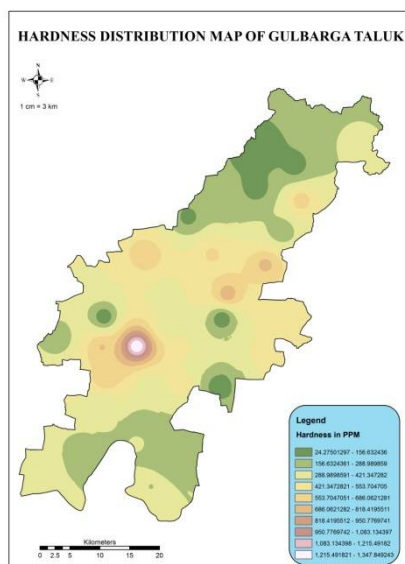 HARDNESS DISTRIBUTION MAP OF GULBARGA TALUK
N
W E
S
1 cm = 3 km
Legend
Hardness in PPM
24.27501297 - 156.632436
156.6324361 - 288.989859
288.9898591 - 421.347282
421.3472821 - 553.704705
553.7047051 - 686.0621281
686.0621282 - 818.4195511
818.4195512 - 950.7769741
950.7769742 - 1,083.134397
1,083.134398 - 1,215.49182
1,215.491821 - 1,347.849243
Kilometers
0 2.5 5 10 15 20